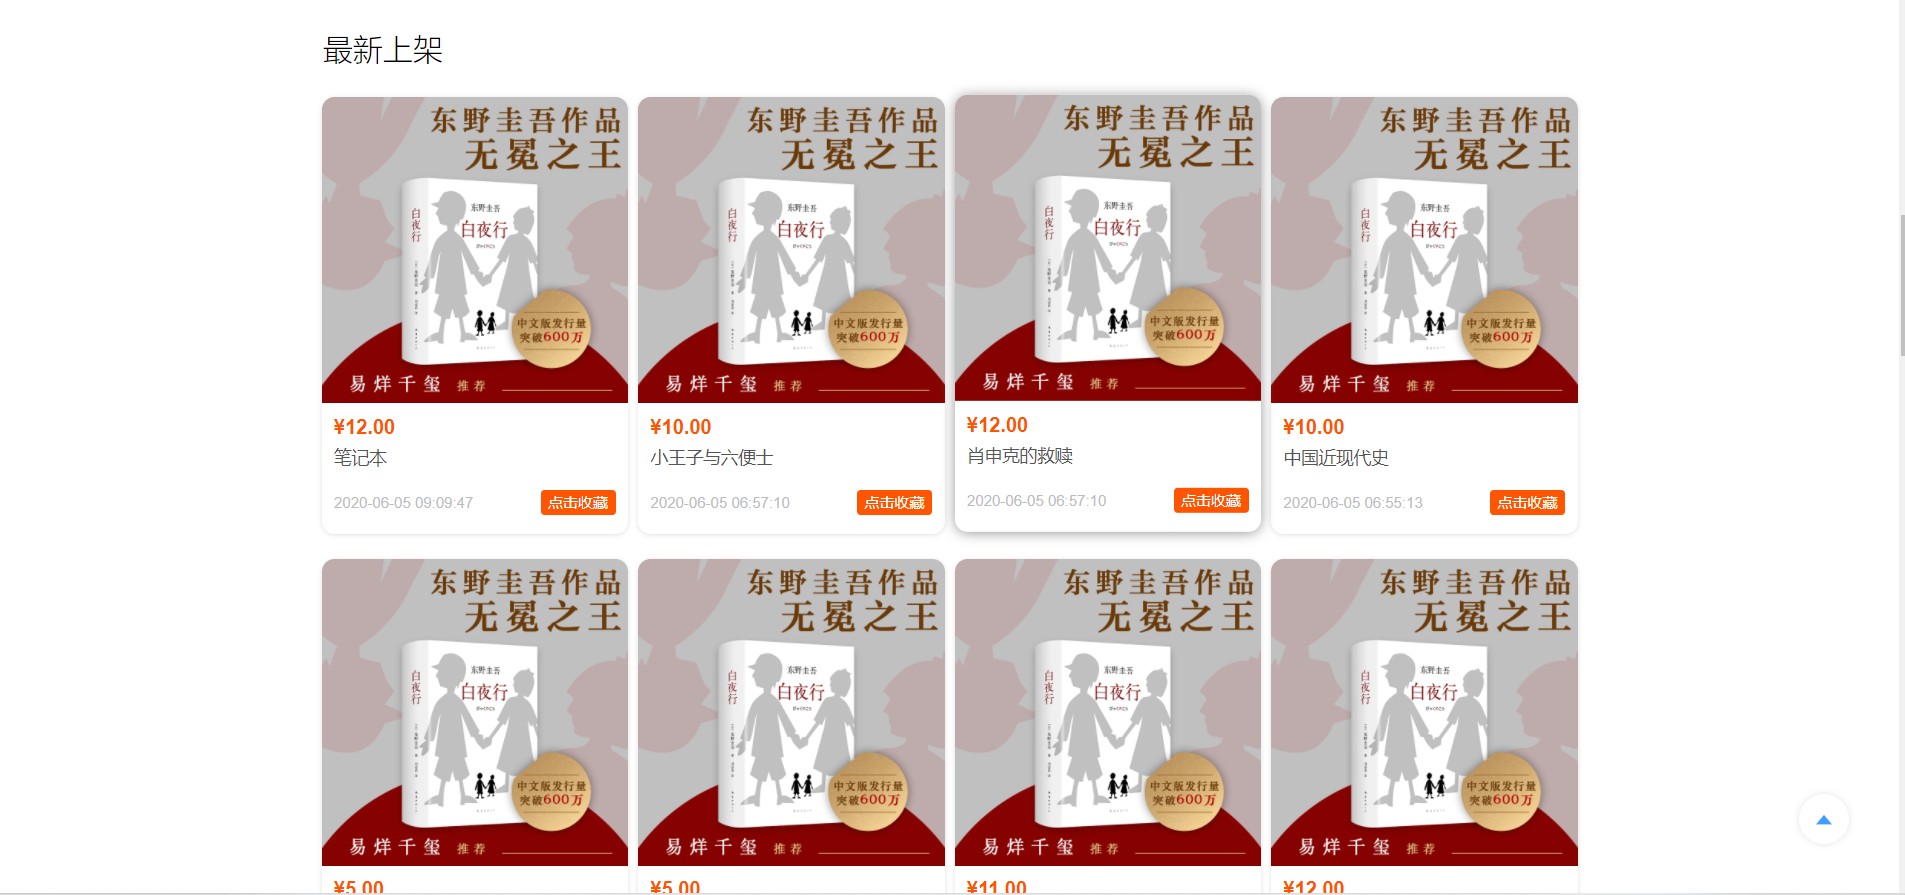 最新上架
东野圭吾作品
无冕之王
东野圭吾
白夜行
白夜行
中文版发行量
突破600万
易烊千玺 推荐
¥12.00
笔记本
2020-06-05 09:09:47 点击收藏
东野圭吾作品
无冕之王
东野圭吾
白夜行
白夜行
中文版发行量
突破600万
易烊千玺 推荐
¥10.00
小王子与六便士
2020-06-05 06:57:10 点击收藏
东野圭吾作品
无冕之王
东野圭吾
白夜行
白夜行
中文版发行量
突破600万
易烊千玺 推荐
¥12.00
肖申克的救赎
2020-06-05 06:57:10 点击收藏
东野圭吾作品
无冕之王
东野圭吾
白夜行
白夜行
中文版发行量
突破600万
易烊千玺 推荐
¥10.00
中国近现代史
2020-06-05 06:55:13 点击收藏
东野圭吾作品
无冕之王
东野圭吾
白夜行
白夜行
中文版发行量
突破600万
易烊千玺 推荐
¥5.00
东野圭吾作品
无冕之王
东野圭吾
白夜行
白夜行
中文版发行量
突破600万
易烊千玺 推荐
¥5.00
东野圭吾作品
无冕之王
东野圭吾
白夜行
白夜行
中文版发行量
突破600万
易烊千玺 推荐
¥11.00
东野圭吾作品
无冕之王
东野圭吾
白夜行
白夜行
中文版发行量
突破600万
易烊千玺 推荐
¥12.00